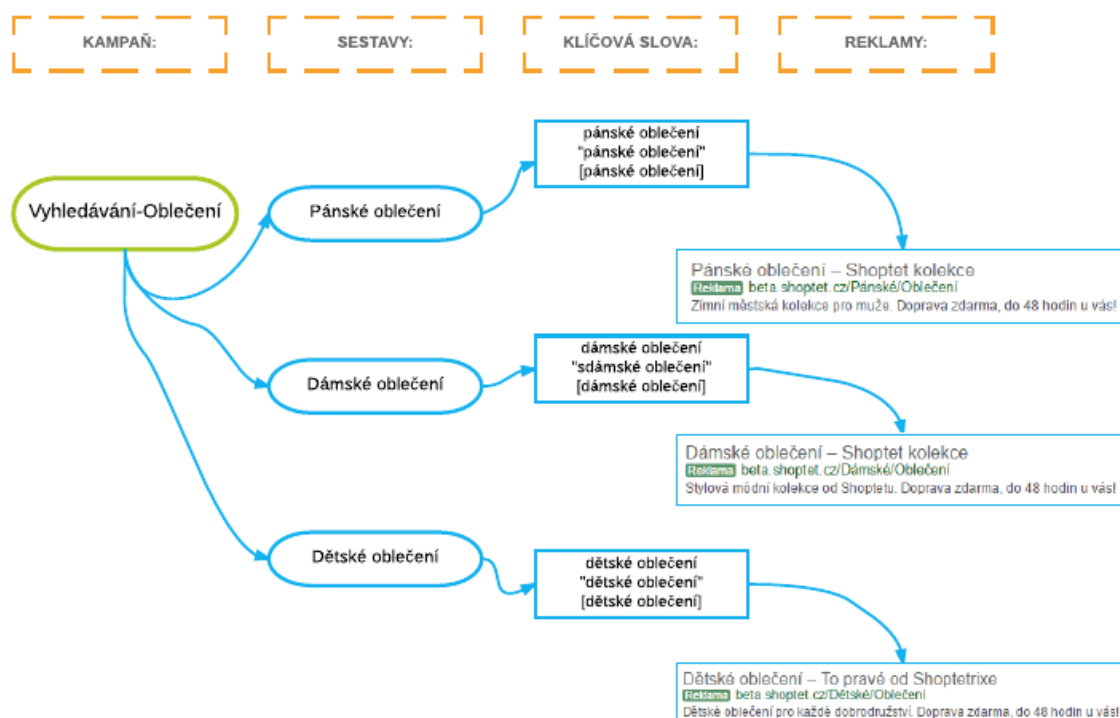 KAMPAŇ:
SESTAVY:
KLÍČOVÁ SLOVA:
REKLAMY:
Vyhledávání-Oblečení
Pánské oblečení
pánské oblečení
"pánské oblečení"
[pánské oblečení]
Pánské oblečení – Shoptet kolekce
Reklama beta.shoptet.cz/Pánské/Oblečení
Zimní městská kolekce pro muže. Doprava zdarma, do 48 hodin u vás!
Dámské oblečení
dámské oblečení
"sdámské oblečení"
[dámské oblečení]
Dámské oblečení – Shoptet kolekce
Reklama beta.shoptet.cz/Dámské/Oblečení
Stylová módní kolekce od Shoptetu. Doprava zdarma, do 48 hodin u vás!
Dětské oblečení
dětské oblečení
"dětské oblečení"
[dětské oblečení]
Dětské oblečení – To pravé od Shoptetrixe
Reklama beta.shoptet.cz/Dětské/Oblečení
Dětské oblečení pro každé dobrodružství. Doprava zdarma, do 48 hodin u vás!